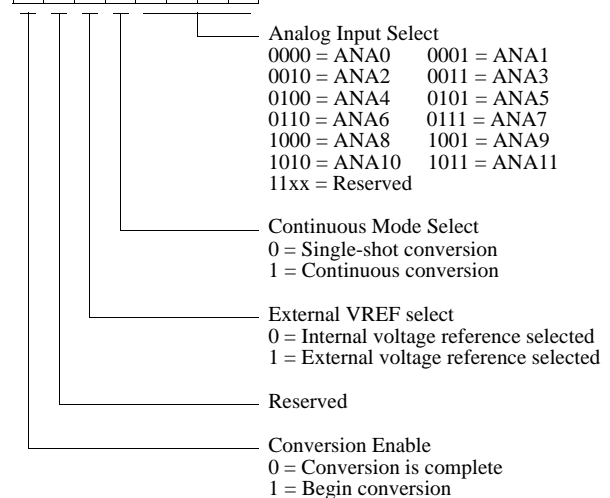 Analog Input Select
0000 = ANA0 0001 = ANA1
0010 = ANA2 0011 = ANA3
0100 = ANA4 0101 = ANA5
0110 = ANA6 0111 = ANA7
1000 = ANA8 1001 = ANA9
1010 = ANA10 1011 = ANA11
11xx = Reserved
Continuous Mode Select
0 = Single-shot conversion
1 = Continuous conversion
External VREF select
0 = Internal voltage reference selected
1 = External voltage reference selected
Reserved
Conversion Enable
0 = Conversion is complete
1 = Begin conversion